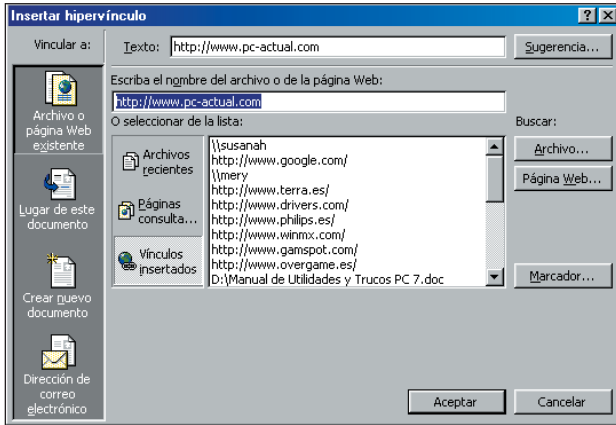 Insertar hipervínculo
Vincular a:
Texto: http://www.pc-actual.com
Sugerencia...
Archivo o
página Web
existente
Lugar de este
documento
Crear nuevo
documento
Dirección de
correo
electrónico
Escriba el nombre del archivo o de la página Web:
http://www.pc-actual.com
O seleccionar de la lista:
Archivos
recientes
Páginas
consulta...
Vínculos
insertados
\\susanah
http://www.google.com/
\\mery
http://www.terra.es/
http://www.drivers.com/
http://www.philips.es/
http://www.winmx.com/
http://www.gamspot.com/
http://www.overgame.es/
D:\Manual de Utilidades y Trucos PC 7.doc
Buscar:
Archivo...
Página Web...
Marcador...
Aceptar
Cancelar